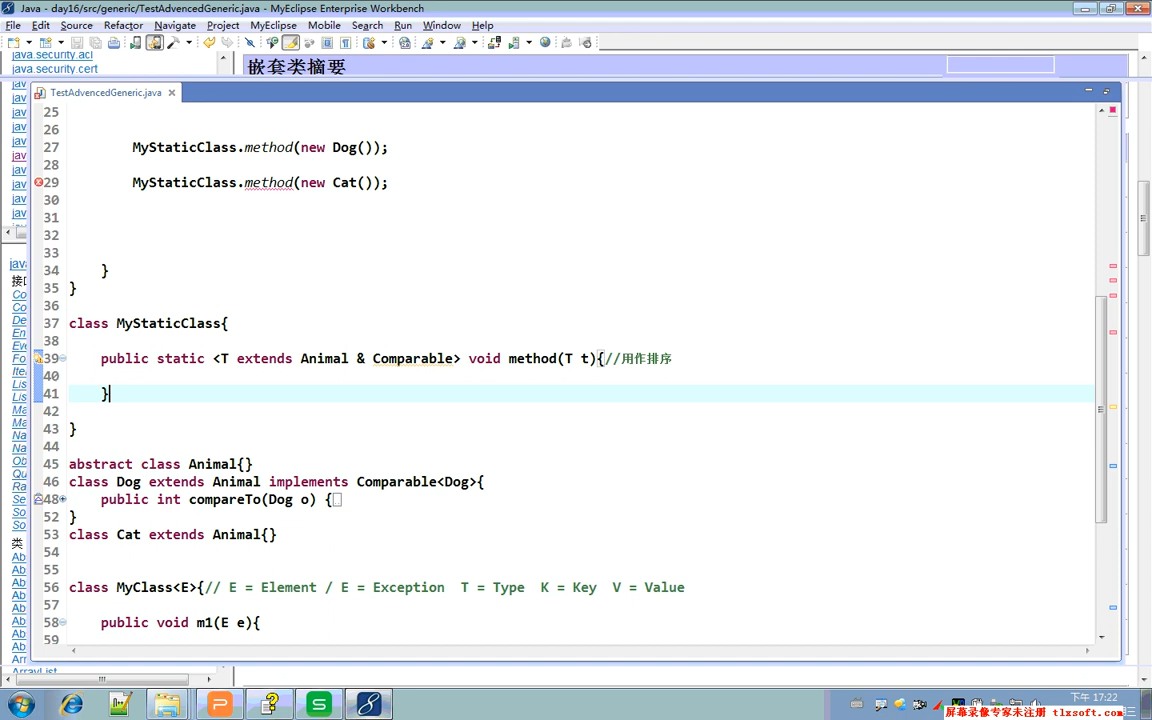 Java - day16/src/generic/TestAdvencedGeneric.java - MyEclipse Enterprise Workbench
File Edit Source Refactor Navigate Project MyEclipse Mobile Search Run Window Help
java.security.acl
java.security.cert
嵌套类摘要
TestAdvencedGeneric.java
25
26
27 MyStaticClass.method(new Dog());
28
29 MyStaticClass.method(new Cat());
30
31
32
33
34 }
35 }
36
37 class MyStaticClass{
38
39 public static <T extends Animal & Comparable> void method(T t){//用作排序
40
41 }
42
43 }
44
45 abstract class Animal{}
46 class Dog extends Animal implements Comparable<Dog>{
48 public int compareTo(Dog o) {
52 }
53 class Cat extends Animal{}
54
55
56 class MyClass<E>{// E = Element / E = Exception T = Type K = Key V = Value
57
58 public void m1(E e){
59
下午 17:22
屏幕录像专家未注册 tlxsoft.com